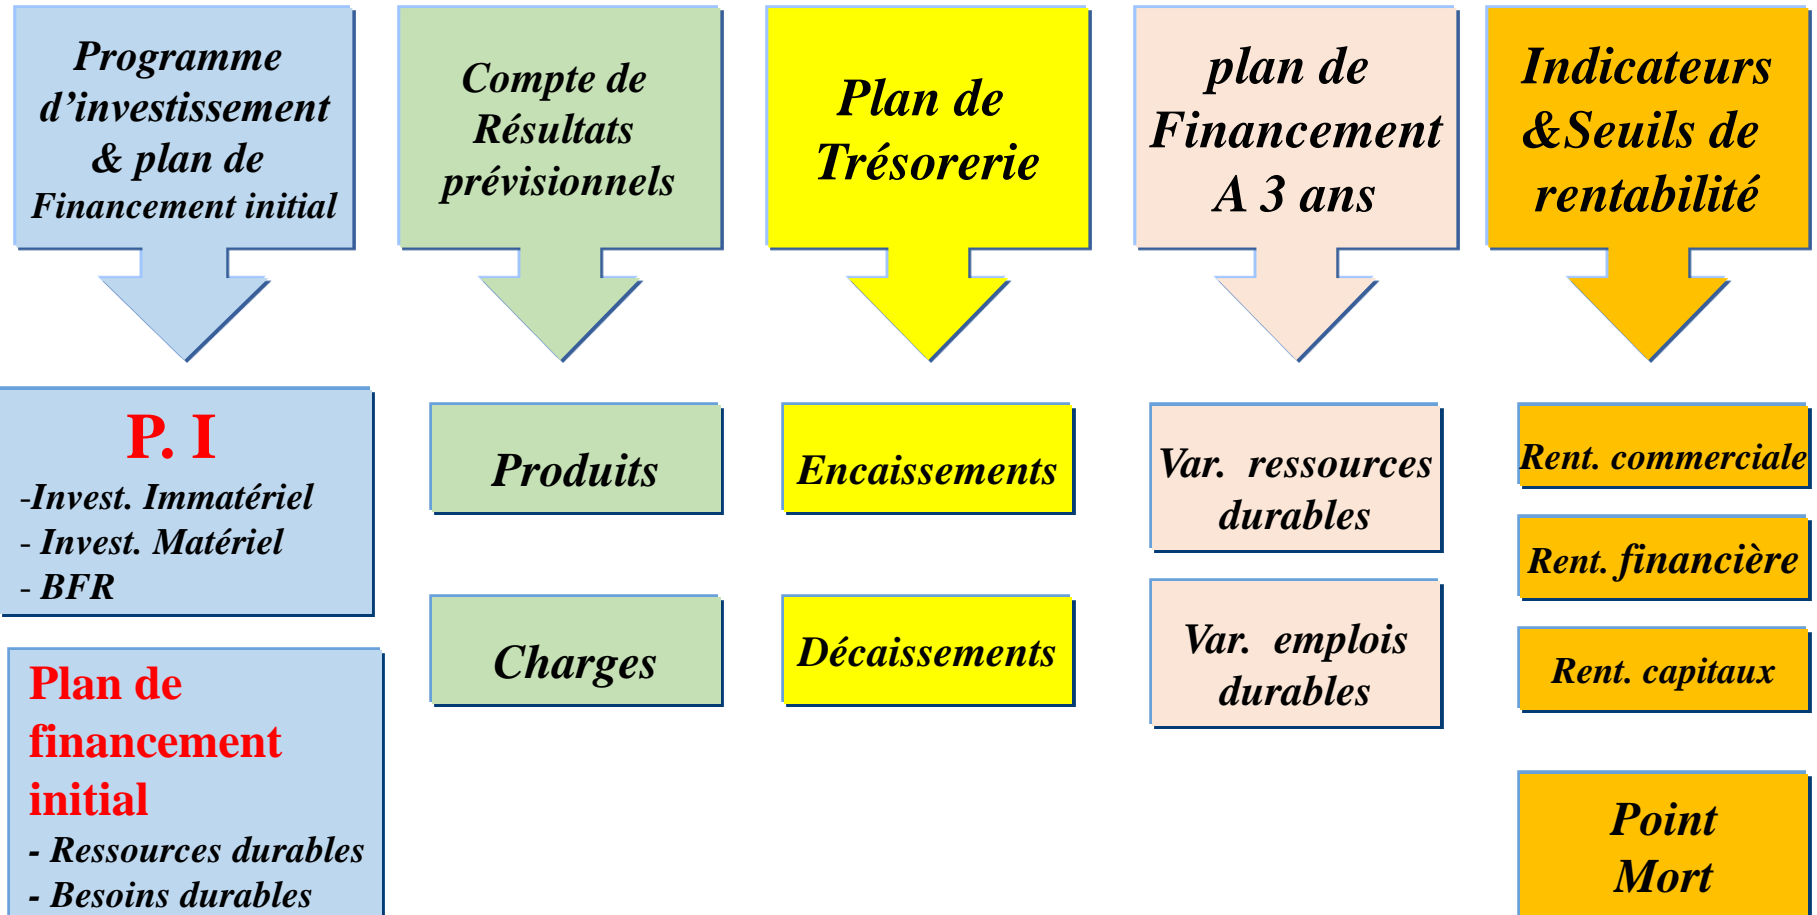 Programme
d’investissement
& plan de
Financement initial
Compte de
Résultats
prévisionnels
Plan de
Trésorerie
plan de
Financement
A 3 ans
Indicateurs
&Seuils de
rentabilité
P. I
-Invest. Immatériel
- Invest. Matériel
- BFR
Plan de
financement
initial
- Ressources durables
- Besoins durables
Produits
Charges
Encaissements
Décaissements
Var. ressources
durables
Var. emplois
durables
Rent. commerciale
Rent. financière
Rent. capitaux
Point
Mort